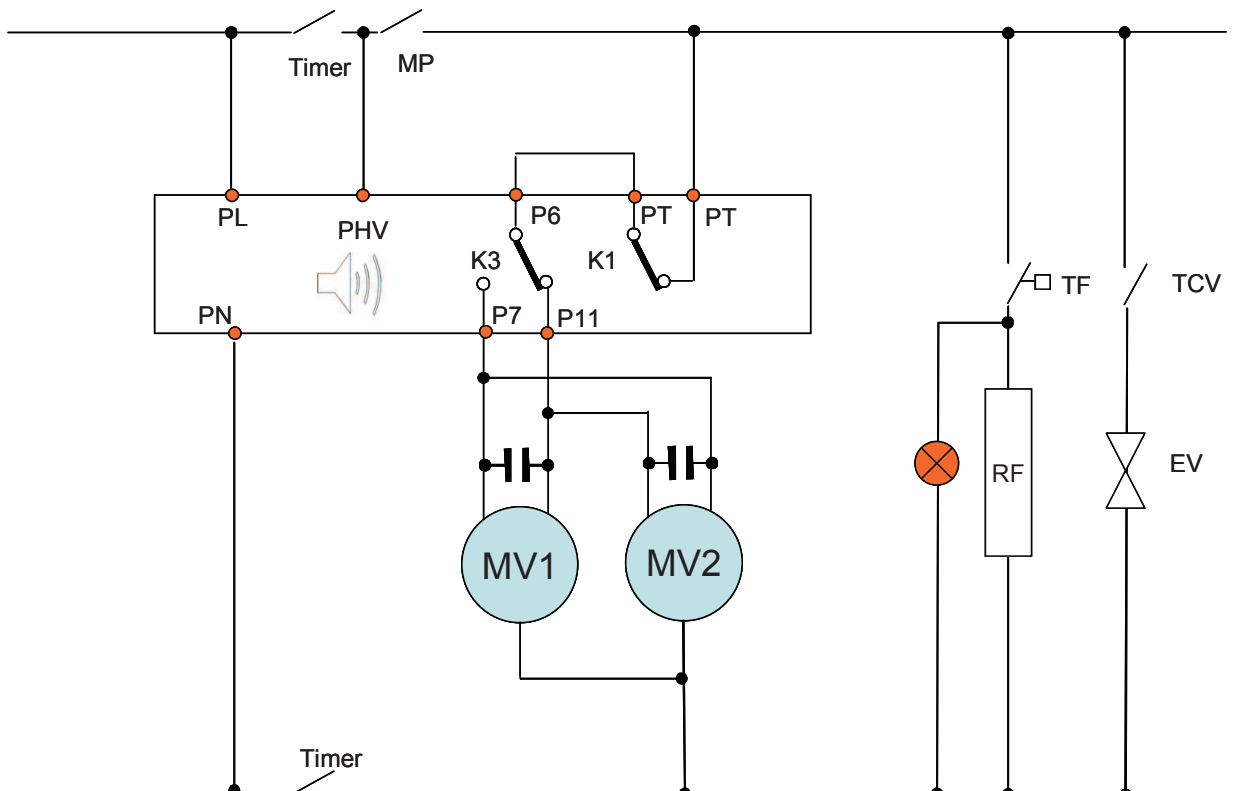 Timer
MP
PL
PHV
P6
PT
PT
K3
K1
PN
P7
P11
TF
TCV
RF
EV
MV1
MV2
Timer